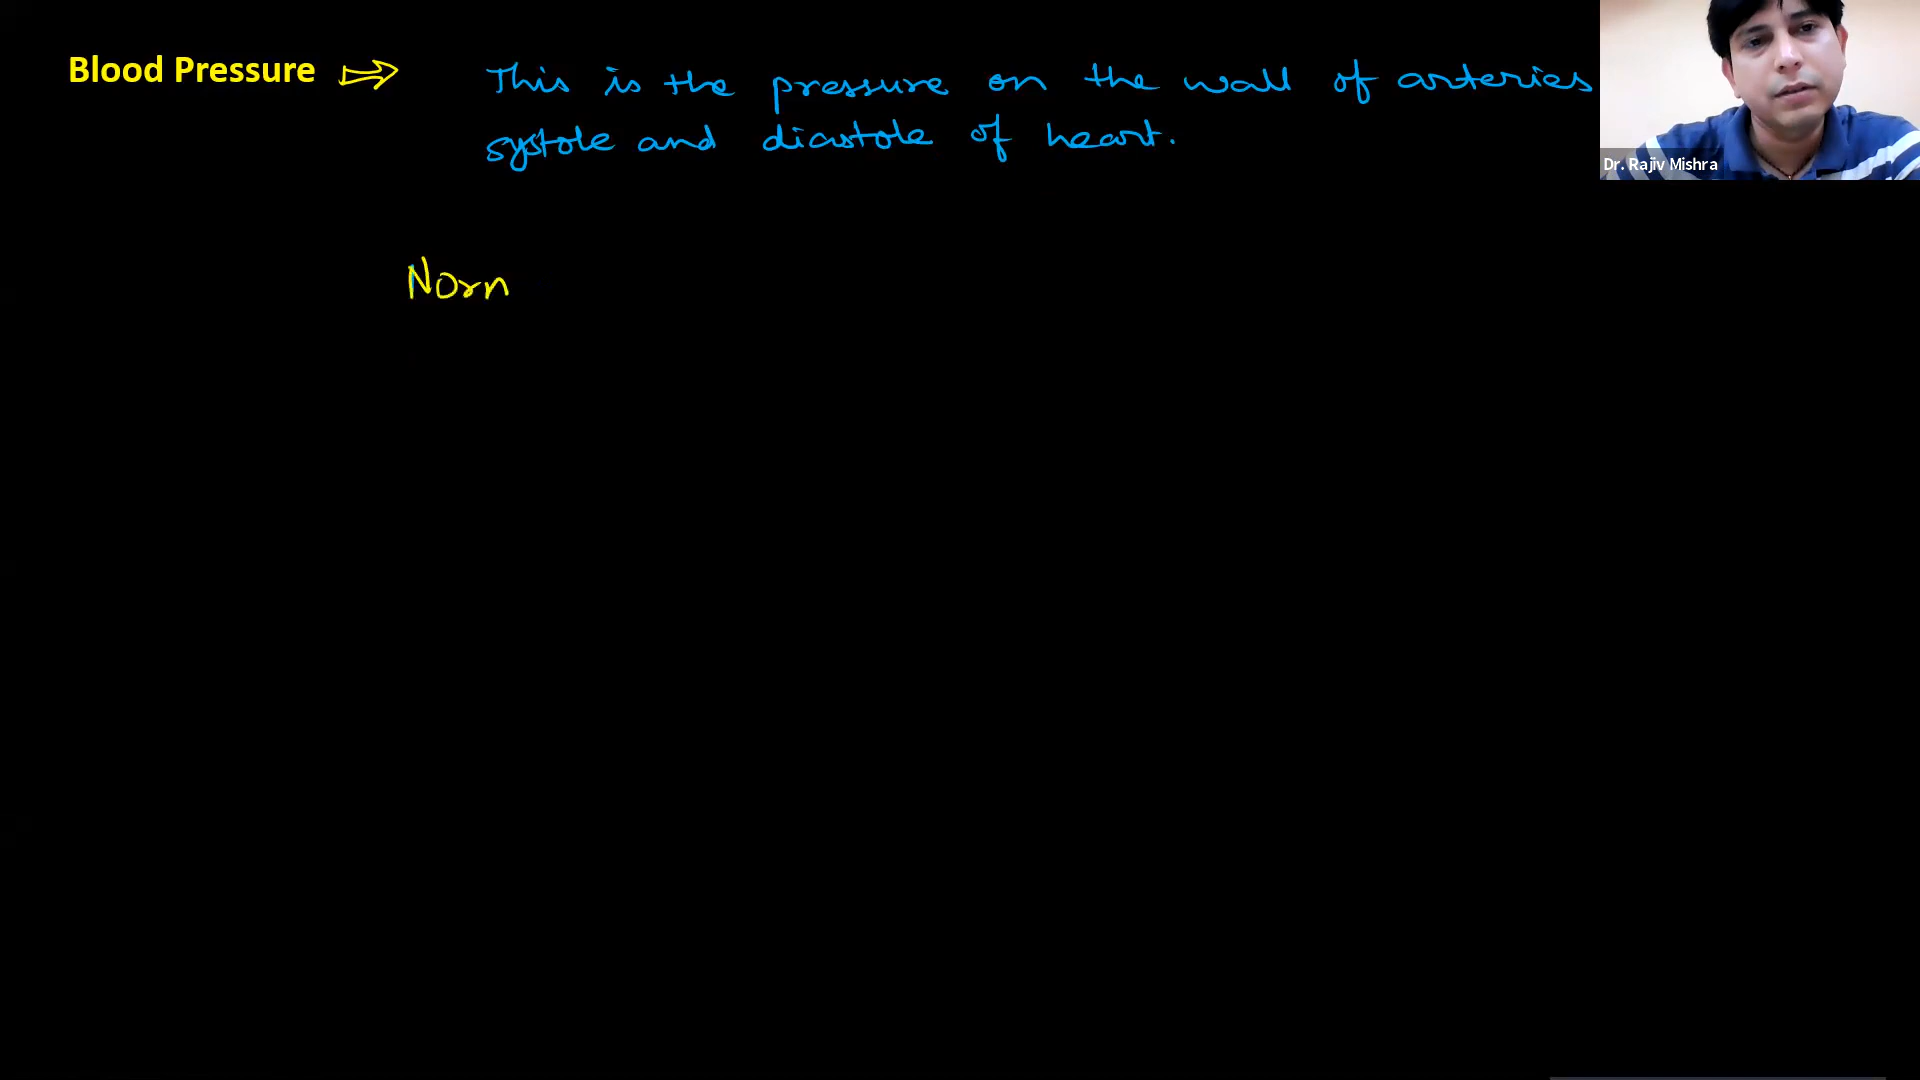 Blood Pressure This is the pressure on the wall of arteries
systole and diastole of heart.
Dr. Rajiv Mishra
Norn